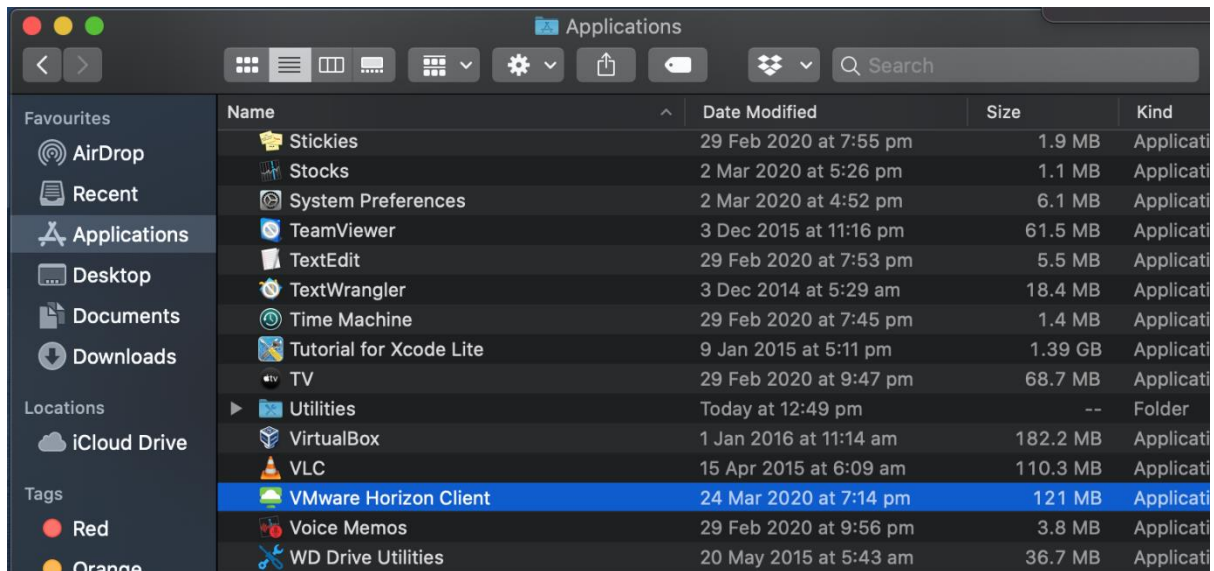 Applications
Search
Favourites
AirDrop
Recent
Applications
Desktop
Documents
Downloads
Locations
iCloud Drive
Tags
Red
Orange
Name Date Modified Size Kind
Stickies 29 Feb 2020 at 7:55 pm 1.9 MB Applicati
Stocks 2 Mar 2020 at 5:26 pm 1.1 MB Applicati
System Preferences 2 Mar 2020 at 4:52 pm 6.1 MB Applicati
TeamViewer 3 Dec 2015 at 11:16 pm 61.5 MB Applicati
TextEdit 29 Feb 2020 at 7:53 pm 5.5 MB Applicati
TextWrangler 3 Dec 2014 at 5:29 am 18.4 MB Applicati
Time Machine 29 Feb 2020 at 7:45 pm 1.4 MB Applicati
Tutorial for Xcode Lite 9 Jan 2015 at 5:11 pm 1.39 GB Applicati
tv TV 29 Feb 2020 at 9:47 pm 68.7 MB Applicati
Utilities Today at 12:49 pm -- Folder
VirtualBox 1 Jan 2016 at 11:14 am 182.2 MB Applicati
VLC 15 Apr 2015 at 6:09 am 110.3 MB Applicati
VMware Horizon Client 24 Mar 2020 at 7:14 pm 121 MB Applicati
Voice Memos 29 Feb 2020 at 9:56 pm 3.8 MB Applicati
WD Drive Utilities 20 May 2015 at 5:43 am 36.7 MB Applicati